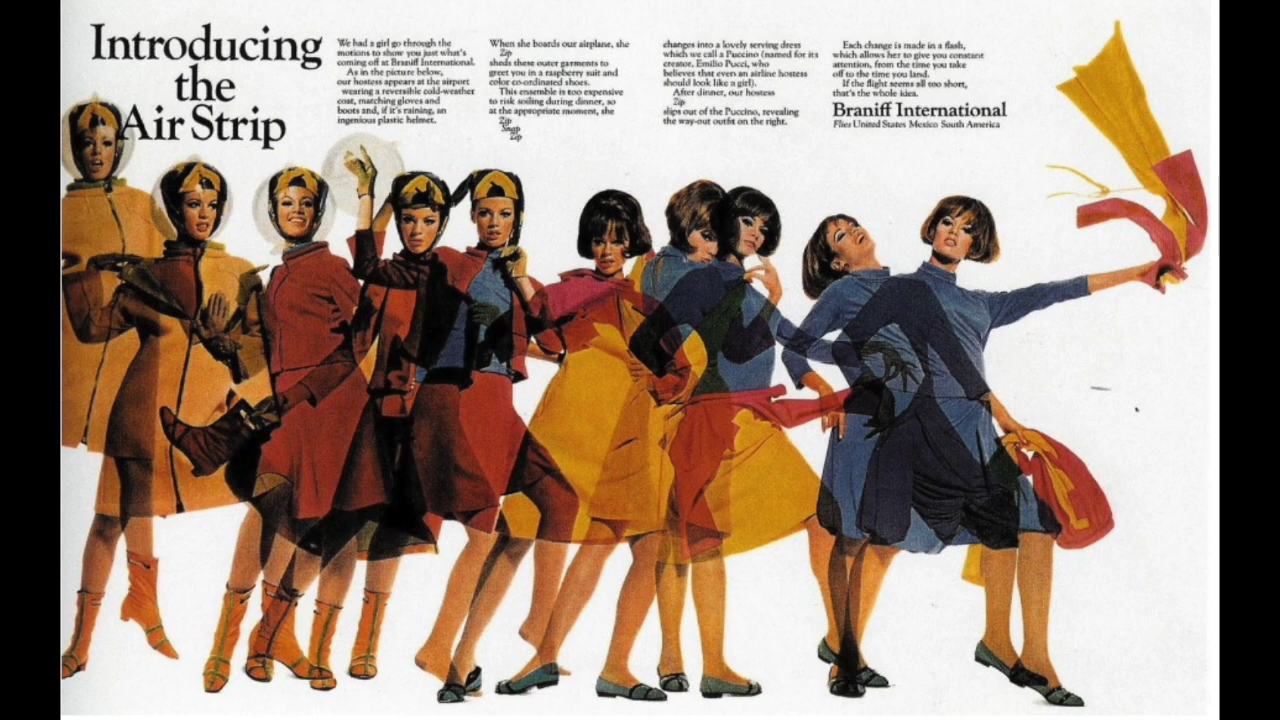 Introducing
the
Air Strip
We had a girl go through the
motions to show you just what's
coming off at Braniff International.
As in the picture below,
our hostess appears at the airport
wearing a reversible cold-weather
coat, matching gloves and
boots and, if it's raining, an
ingenious plastic helmet.
When she boards our airplane, she
Zip
sheds these outer garments to
greet you in a raspberry suit and
color co-ordinated shoes.
This ensemble is too expensive
to risk soiling during dinner, so
at the appropriate moment, she
Zip
Snap
Zip
changes into a lovely serving dress
which we call a Puccino (named for its
creator, Emilio Pucci, who
believes that even an airline hostess
should look like a girl).
After dinner, our hostess
Zip
slips out of the Puccino, revealing
the way-out outfit on the right.
Each change is made in a flash,
which allows her to give you constant
attention, from the time you take
off to the time you land.
If the flight seems all too short,
that's the whole idea.
Braniff International
Flies United States Mexico South America